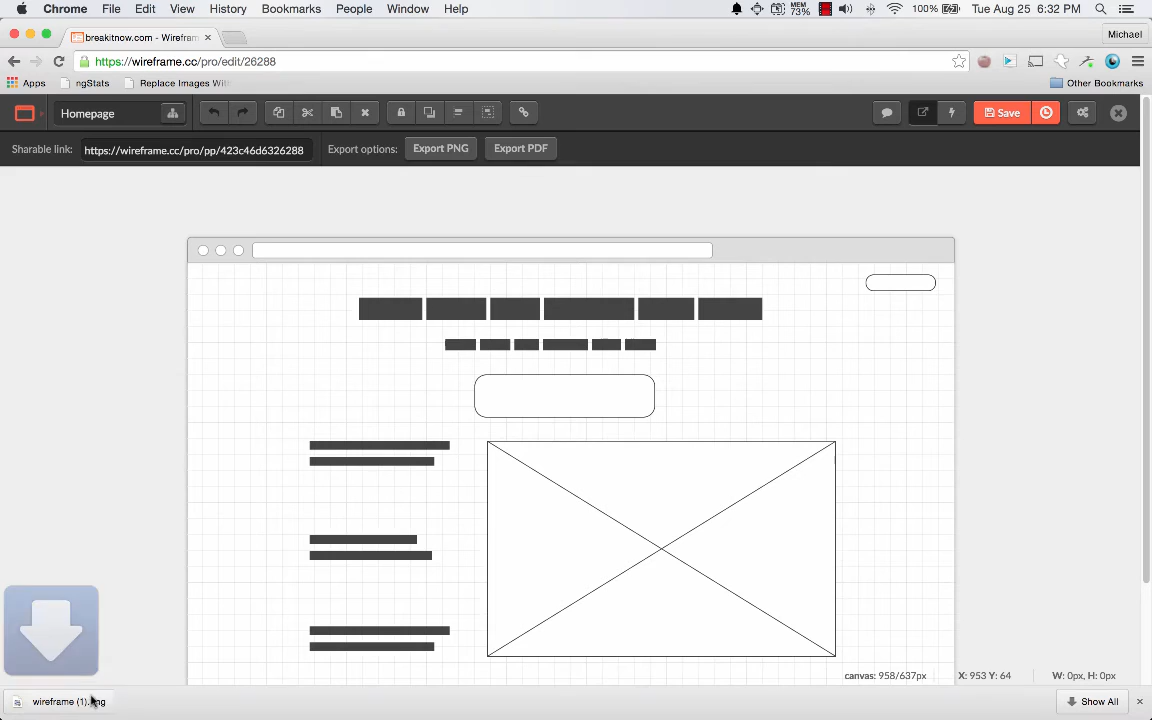 Chrome File Edit View History Bookmarks People Window Help MEM 73% 100% Tue Aug 25 6:32 PM
breakitnow.com - Wirefram Michael
https://wireframe.cc/pro/edit/26288
Apps ngStats Replace Images Wit Other Bookmarks
Homepage Save
Sharable link: https://wireframe.cc/pro/pp/423c46d6326288 Export options: Export PNG Export PDF
canvas: 958/637px X: 953 Y: 64 W: 0px, H: 0px
wireframe (1).png Show All